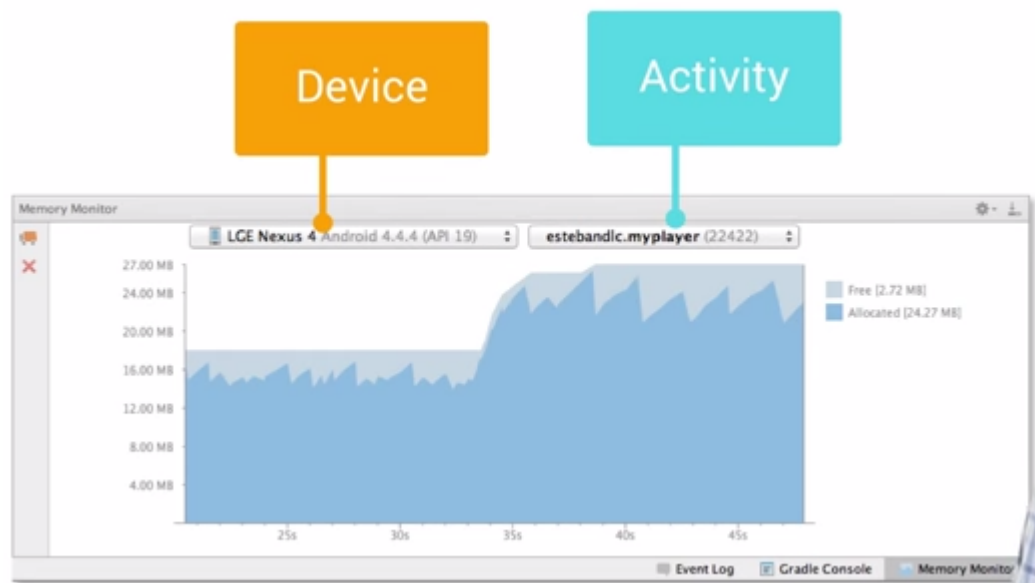 Device
Activity
Memory Monitor
LGE Nexus 4 Android 4.4.4 (API 19)
estebandlc.myplayer (22422)
27.00 MB
24.00 MB
20.00 MB
16.00 MB
12.00 MB
8.00 MB
4.00 MB
Free [2.72 MB]
Allocated [24.27 MB]
25s
30s
35s
40s
45s
Event Log
Gradle Console
Memory Monito